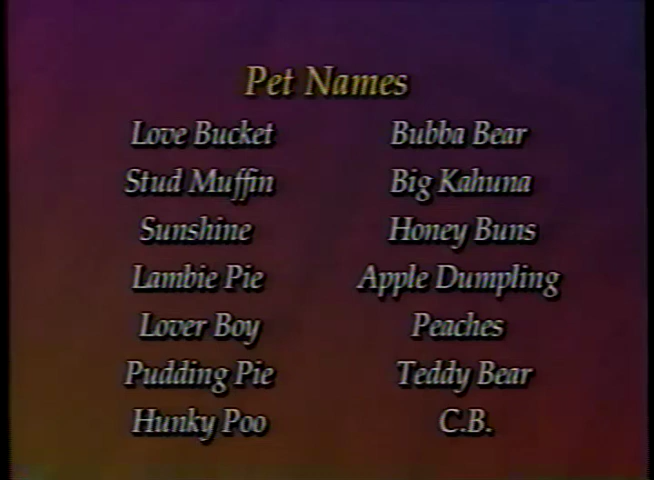 Pet Names
Love Bucket
Stud Muffin
Sunshine
Lambie Pie
Lover Boy
Pudding Pie
Hunky Poo
Bubba Bear
Big Kahuna
Honey Buns
Apple Dumpling
Peaches
Teddy Bear
C.B.